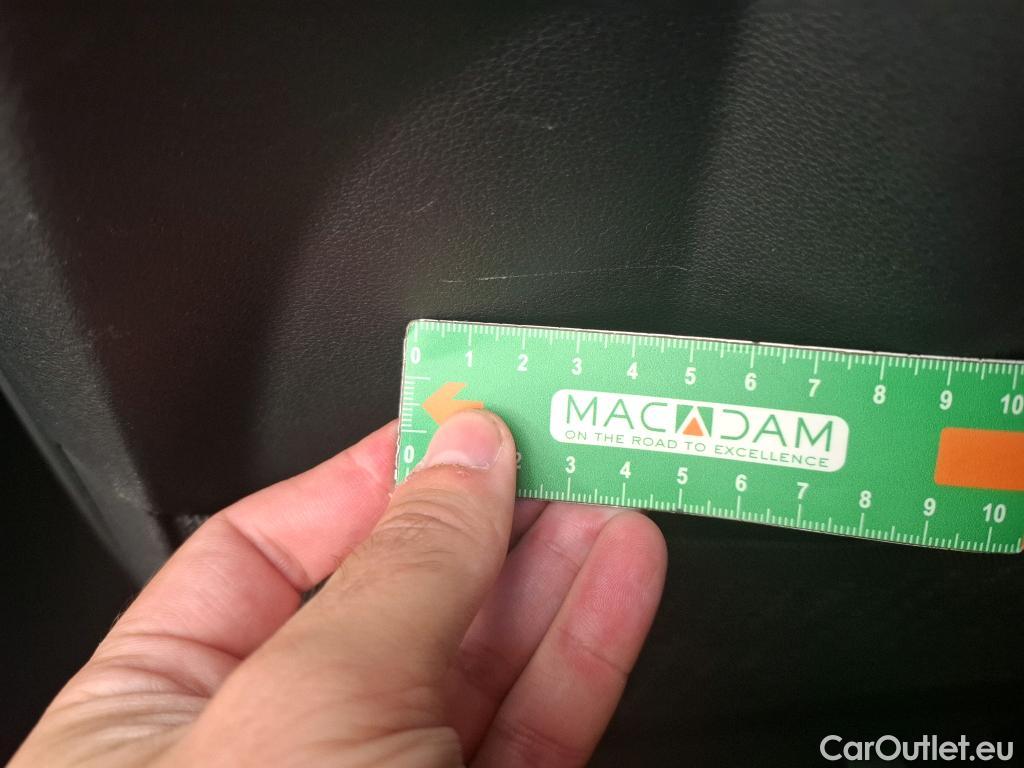 0 1 2 3 4 5 6 7 8 9 10
MACADAM
ON THE ROAD TO EXCELLENCE
0 2 3 4 5 6 7 8 9 10
CarOutlet.eu